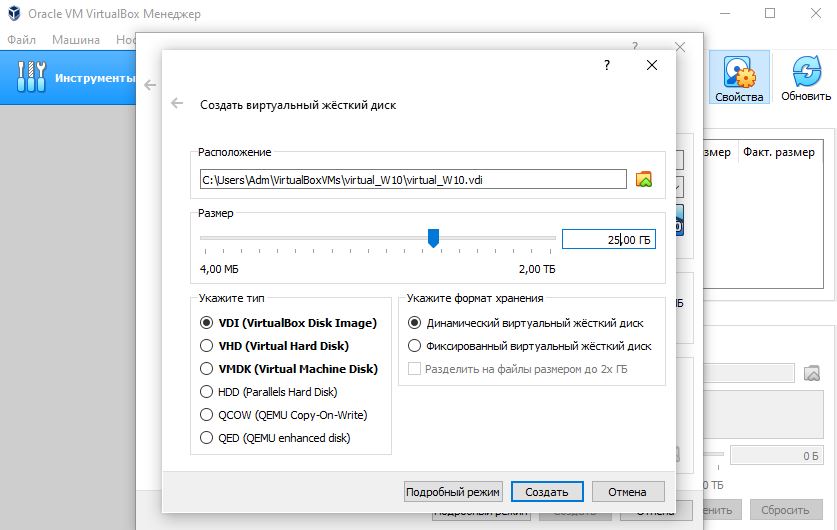 Oracle VM VirtualBox Менеджер
Файл Машина
Инструменты
Свойства
Обновить
?
?
Создать виртуальный жёсткий диск
Факт. размер
Расположение
C:\Users\Adm\VirtualBoxVMs\virtual_W10\virtual_W10.vdi
Размер
25,00 ГБ
4,00 МБ 2,00 ТБ
Укажите тип
VDI (VirtualBox Disk Image)
VHD (Virtual Hard Disk)
VMDK (Virtual Machine Disk)
HDD (Parallels Hard Disk)
QCOW (QEMU Copy-On-Write)
QED (QEMU enhanced disk)
Укажите формат хранения
Динамический виртуальный жёсткий диск
Фиксированный виртуальный жёсткий диск
Разделить на файлы размером до 2х ГБ
0 Б
Подробный режим Создать Отмена
Сбросить